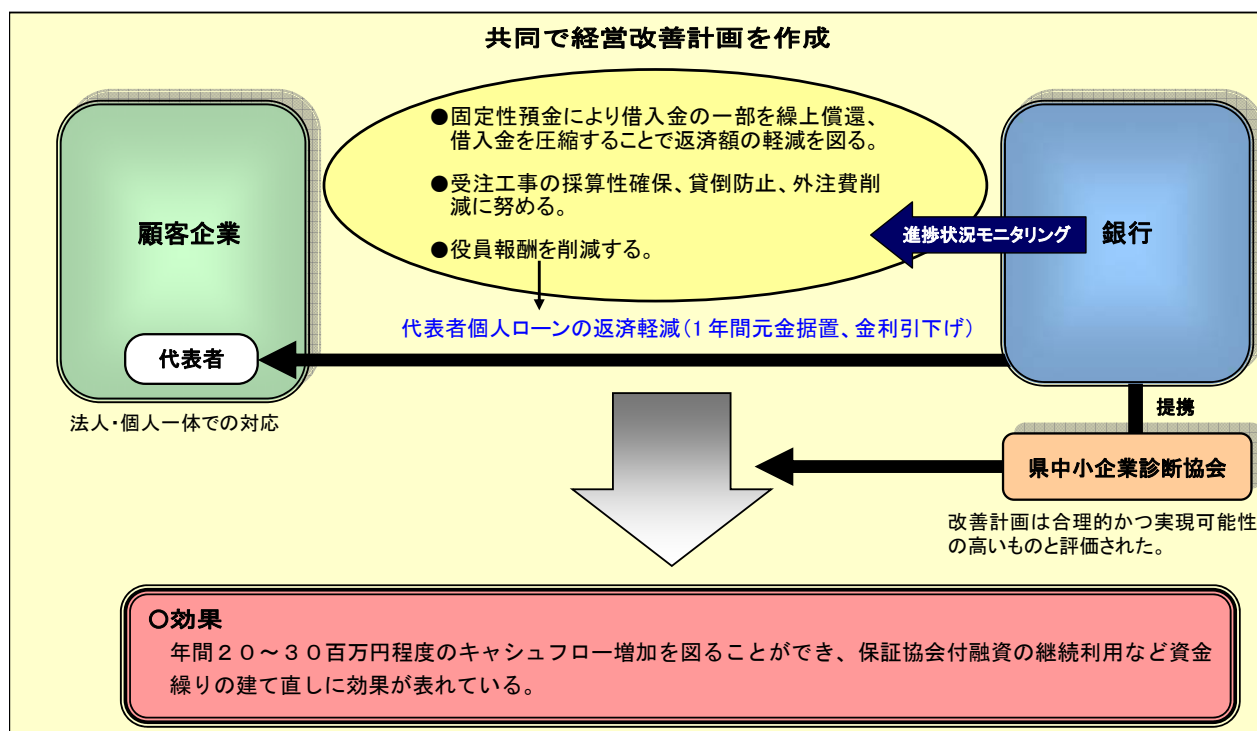 共同で経営改善計画を作成
●固定性預金により借入金の一部を繰上償還、
借入金を圧縮することで返済額の軽減を図る。
●受注工事の採算性確保、貸倒防止、外注費削
減に努める。
●役員報酬を削減する。
顧客企業
進捗状況モニタリング
銀行
代表者個人ローンの返済軽減(1年間元金据置、金利引下げ)
代表者
法人・個人一体での対応
提携
県中小企業診断協会
改善計画は合理的かつ実現可能性
の高いものと評価された。
○効果
年間20~30百万円程度のキャシュフロー増加を図ることができ、保証協会付融資の継続利用など資金
繰りの建て直しに効果が表れている。